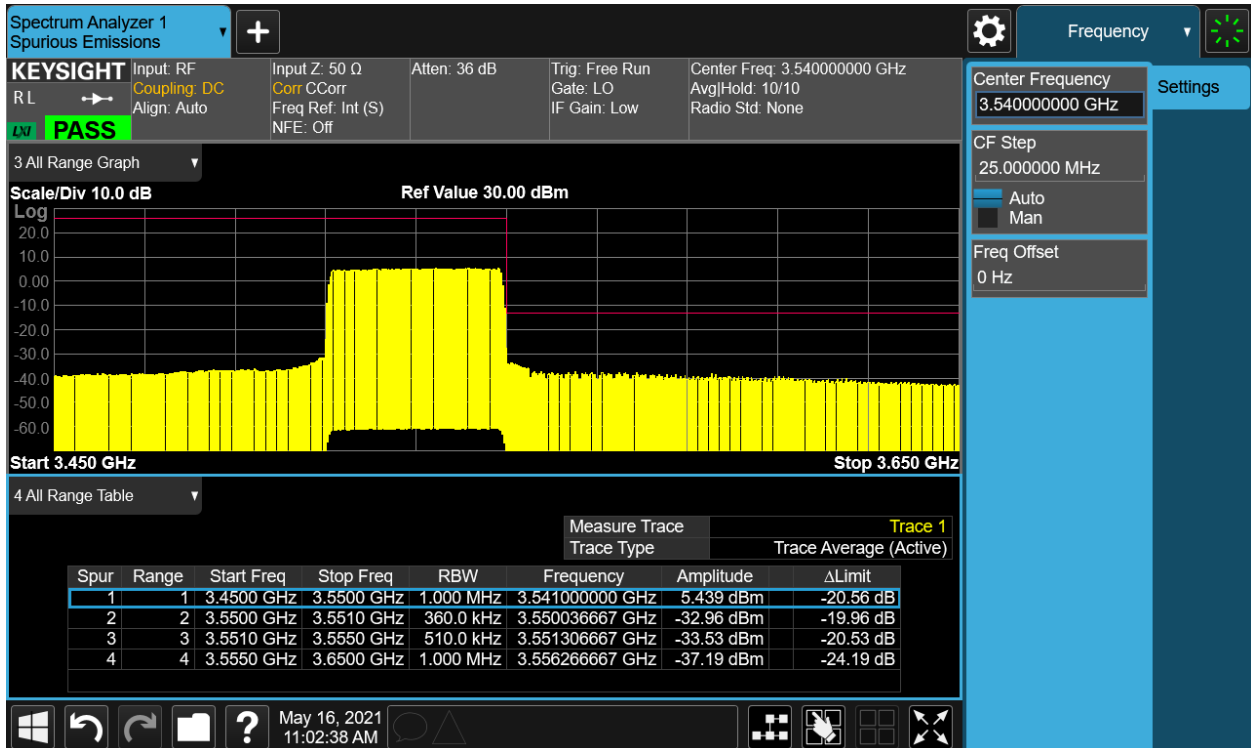 Spectrum Analyzer 1
Spurious Emissions
+
Frequency
KEYSIGHT
R L
LXI
PASS
Input: RF
Coupling: DC
Align: Auto
Input Z: 50 Ω
Corr CCorr
Freq Ref: Int (S)
NFE: Off
Atten: 36 dB
Trig: Free Run
Gate: LO
IF Gain: Low
Center Freq: 3.540000000 GHz
Avg|Hold: 10/10
Radio Std: None
Center Frequency
3.540000000 GHz
Settings
CF Step
25.000000 MHz
Auto
Man
Freq Offset
0 Hz
3 All Range Graph
Scale/Div 10.0 dB
Ref Value 30.00 dBm
Log
20.0
10.0
0.00
-10.0
-20.0
-30.0
-40.0
-50.0
-60.0
Start 3.450 GHz
Stop 3.650 GHz
4 All Range Table
Measure Trace Trace 1
Trace Type Trace Average (Active)
Spur Range Start Freq Stop Freq RBW Frequency Amplitude ΔLimit
1 1 3.4500 GHz 3.5500 GHz 1.000 MHz 3.541000000 GHz 5.439 dBm -20.56 dB
2 2 3.5500 GHz 3.5510 GHz 360.0 kHz 3.550036667 GHz -32.96 dBm -19.96 dB
3 3 3.5510 GHz 3.5550 GHz 510.0 kHz 3.551306667 GHz -33.53 dBm -20.53 dB
4 4 3.5550 GHz 3.6500 GHz 1.000 MHz 3.556266667 GHz -37.19 dBm -24.19 dB
?
May 16, 2021
11:02:38 AM